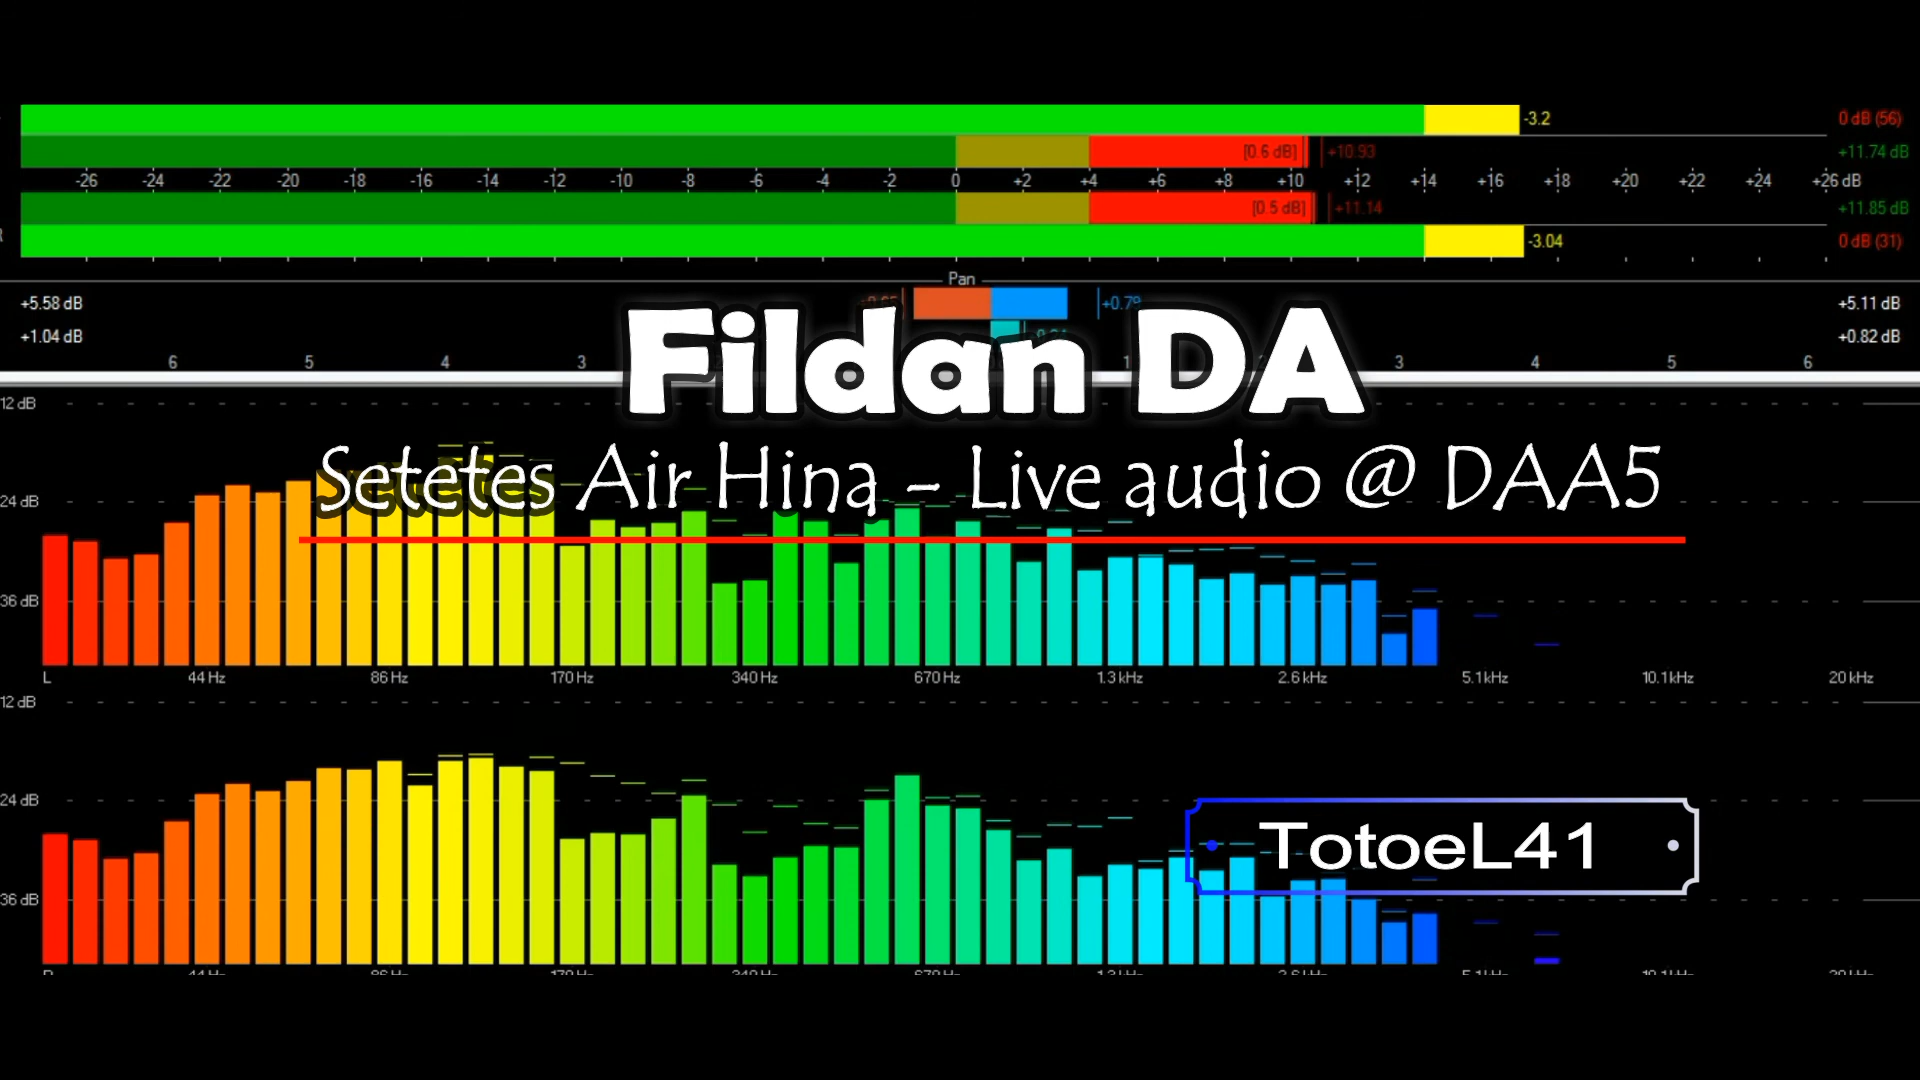 -3.2 0 dB (56)
[0.6 dB] +10.93 +11.74 dB
-26 -24 -22 -20 -18 -16 -14 -12 -10 -8 -6 -4 -2 0 +2 +4 +6 +8 +10 +12 +14 +16 +18 +20 +22 +24 +26 dB
[0.5 dB] +11.14 +11.85 dB
R -3.04 0 dB (31)
Pan
+5.58 dB +0.79 +5.11 dB
+1.04 dB +0.82 dB
6 5 4 3 1 3 4 5 6
Fildan DA
12 dB
Setetes Air Hina - Live audio @ DAA5
24 dB
36 dB
L 44 Hz 86 Hz 170 Hz 340 Hz 670 Hz 1.3 kHz 2.6 kHz 5.1 kHz 10.1 kHz 20 kHz
12 dB
24 dB
TotoeL41
36 dB